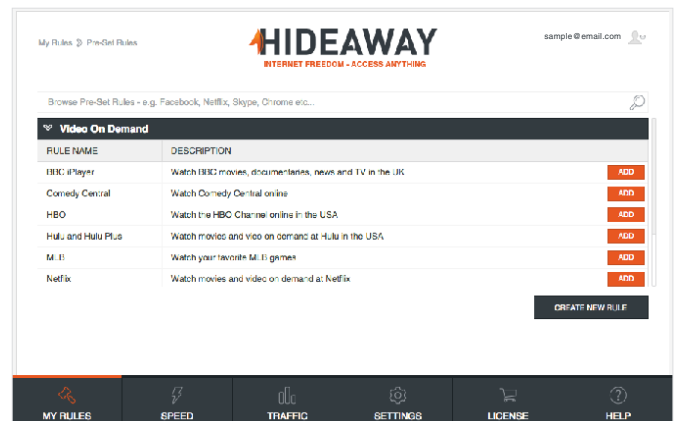 My Rules Pre-Set Rules
HIDEAWAY
INTERNET FREEDOM - ACCESS ANYTHING
sample@email.com
Browse Pre-Set Rules - e.g. Facebook, Netflix, Skype, Chrome etc...
Video On Demand
RULE NAME DESCRIPTION
BBC iPlayer Watch BBC movies, documentaries, news and TV in the UK ADD
Comedy Central Watch Comedy Central online ADD
HBO Watch the HBO Channel online in the USA ADD
Hulu and Hulu Plus Watch movies and vieo on demand at Hulu in the USA ADD
MLB Watch your favorite MLB games ADD
Netflix Watch movies and video on demand at Netflix ADD
CREATE NEW RULE
MY RULES SPEED TRAFFIC SETTINGS LICENSE HELP